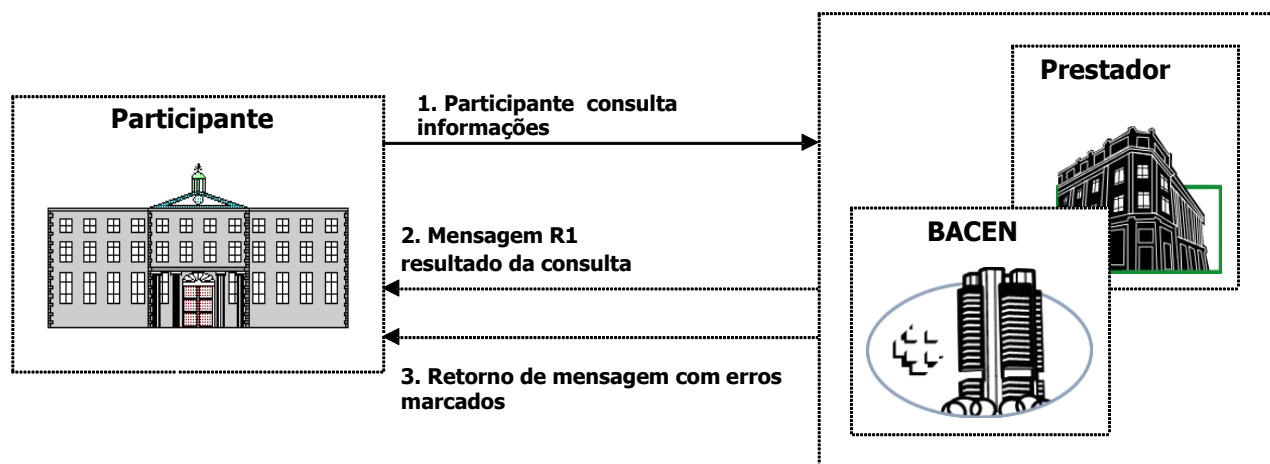 Participante
1. Participante consulta
informações
2. Mensagem R1
resultado da consulta
3. Retorno de mensagem com erros
marcados
Prestador
BACEN